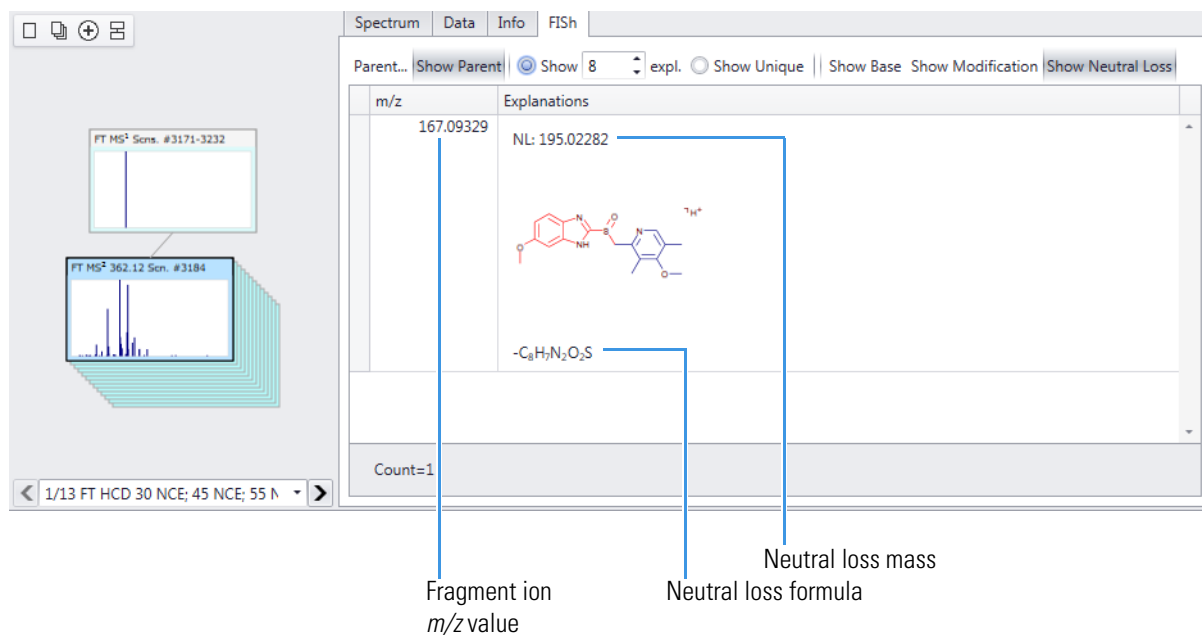 Spectrum Data Info FISh
Parent... Show Parent Show 8 expl. Show Unique Show Base Show Modification Show Neutral Loss
m/z Explanations
167.09329 NL: 195.02282
FT MS¹ Scns. #3171-3232
N
S
O
NH
O
N
O
⌝H⁺
FT MS² 362.12 Scn. #3184
-C₈H₇N₂O₂S
Count=1
1/13 FT HCD 30 NCE; 45 NCE; 55 N
Neutral loss mass
Fragment ion Neutral loss formula
m/z value